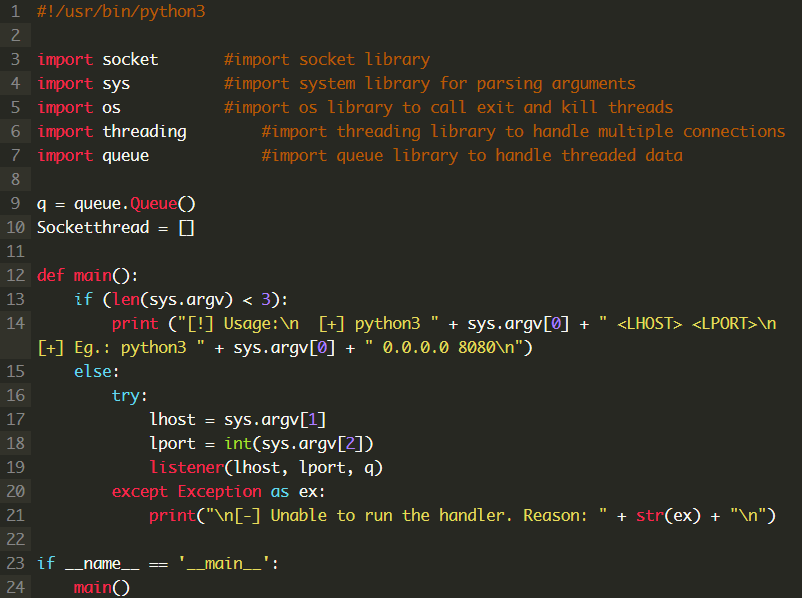 1 #!/usr/bin/python3
2
3 import socket       #import socket library
4 import sys          #import system library for parsing arguments
5 import os           #import os library to call exit and kill threads
6 import threading        #import threading library to handle multiple connections
7 import queue            #import queue library to handle threaded data
8
9 q = queue.Queue()
10 Socketthread = []
11
12 def main():
13     if (len(sys.argv) < 3):
14         print ("[!] Usage:\n  [+] python3 " + sys.argv[0] + " <LHOST> <LPORT>\n
[+] Eg.: python3 " + sys.argv[0] + " 0.0.0.0 8080\n")
15     else:
16         try:
17             lhost = sys.argv[1]
18             lport = int(sys.argv[2])
19             listener(lhost, lport, q)
20         except Exception as ex:
21             print("\n[-] Unable to run the handler. Reason: " + str(ex) + "\n")
22
23 if __name__ == '__main__':
24     main()